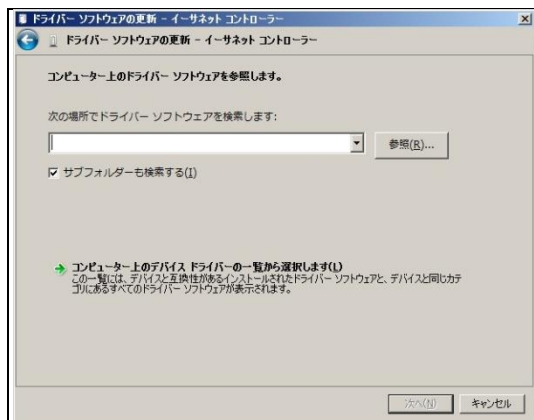 ドライバー ソフトウェアの更新 - イーサネット コントローラー
ドライバー ソフトウェアの更新 - イーサネット コントローラー
コンピューター上のドライバー ソフトウェアを参照します。
次の場所でドライバー ソフトウェアを検索します:
参照(R)...
サブフォルダーも検索する(I)
コンピューター上のデバイス ドライバーの一覧から選択します(L)
この一覧には、デバイスと互換性があるインストールされたドライバー ソフトウェアと、デバイスと同じカテ
ゴリにあるすべてのドライバー ソフトウェアが表示されます。
次へ(N)
キャンセル